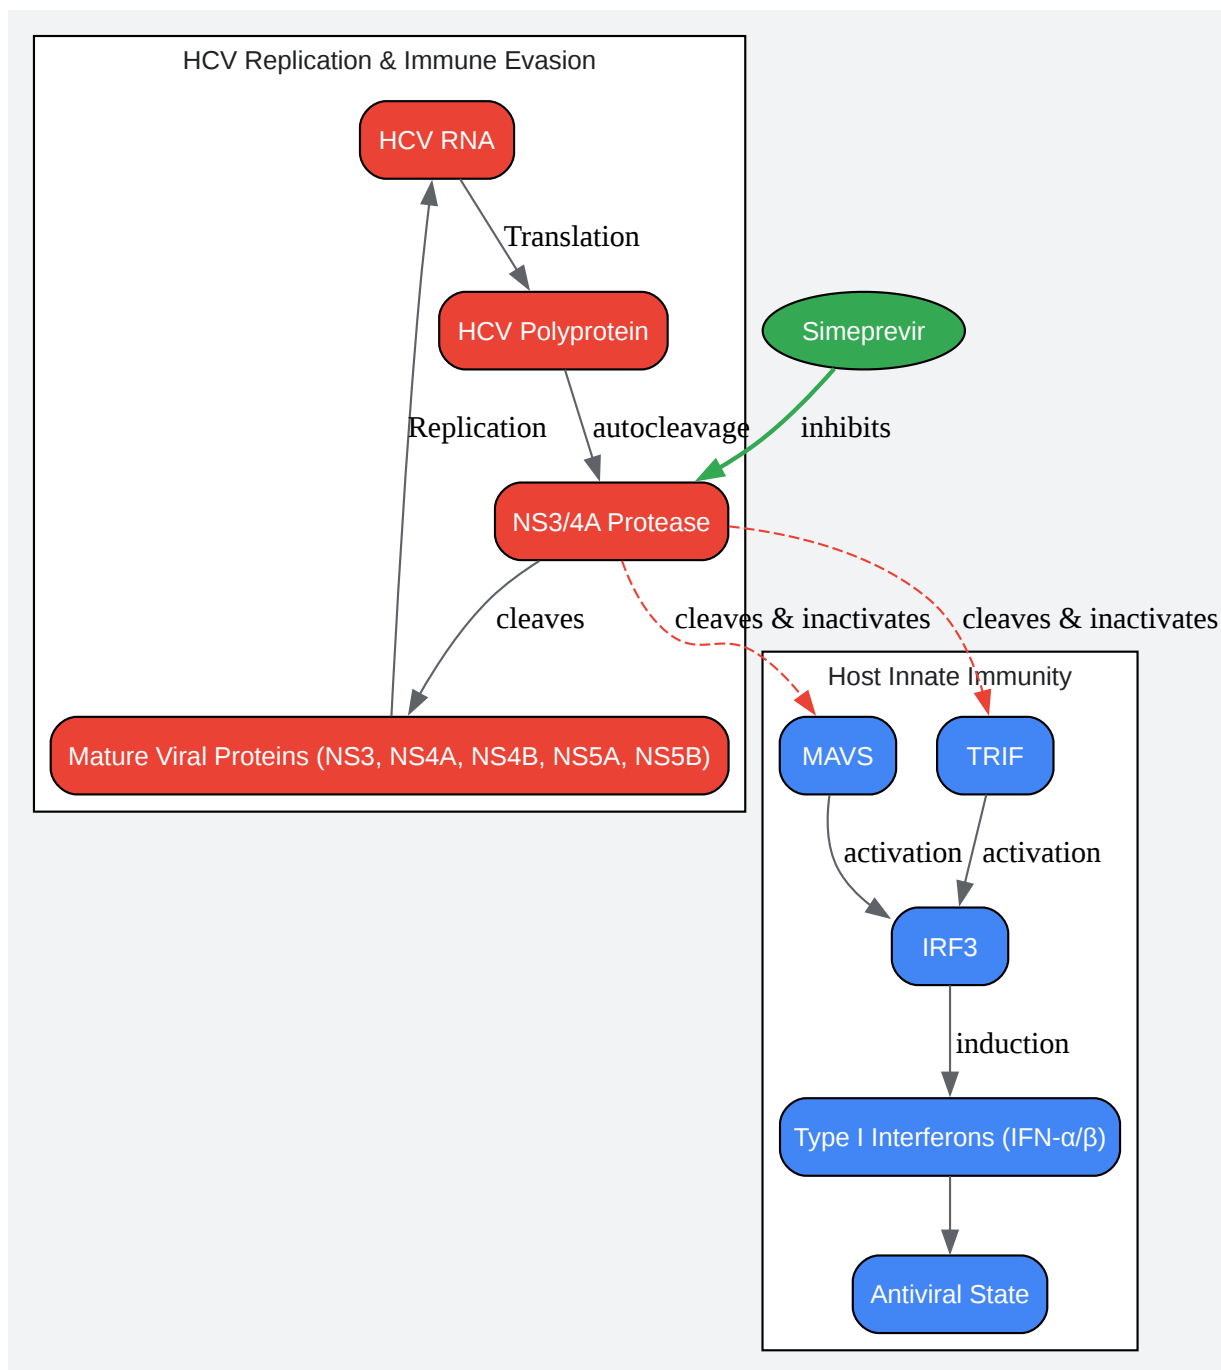 HCV Replication & Immune Evasion
HCV RNA
Translation
HCV Polyprotein
Simeprevir
Replication
autocleavage
inhibits
NS3/4A Protease
cleaves
cleaves & inactivates
cleaves & inactivates
Host Innate Immunity
Mature Viral Proteins (NS3, NS4A, NS4B, NS5A, NS5B)
MAVS
TRIF
activation
activation
IRF3
induction
Type I Interferons (IFN-α/β)
Antiviral State